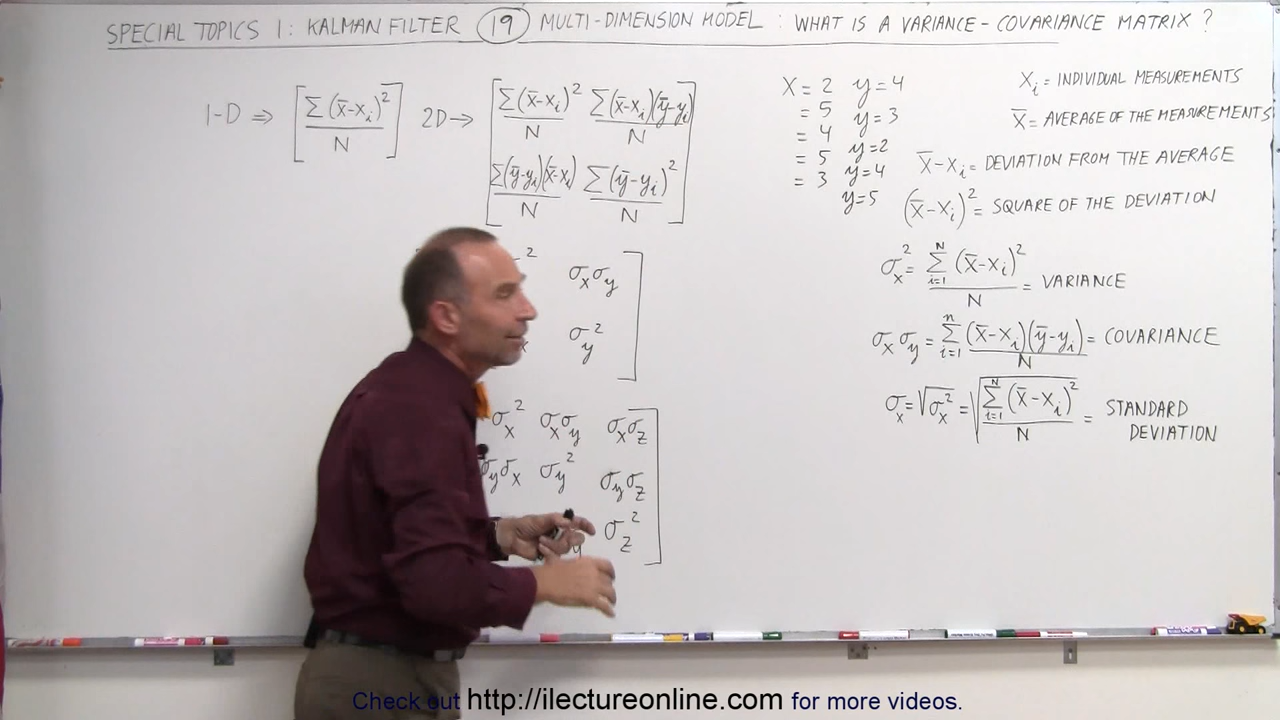 SPECIAL TOPICS 1: KALMAN FILTER (19) MULTI-DIMENSION MODEL : WHAT IS A VARIANCE-COVARIANCE MATRIX ?
1-D ⇒ [Σ(x̄-xᵢ)²/N] 2D→ [Σ(x̄-xᵢ)²/N Σ(x̄-xᵢ)(ȳ-yᵢ)/N
Σ(ȳ-yᵢ)(x̄-xᵢ)/N Σ(ȳ-yᵢ)²/N]
² σₓσᵧ
ₓ σᵧ²]
σₓ² σₓσᵧ σₓσ_z
σᵧσₓ σᵧ² σᵧσ_z
y σ_z²]
X = 2 y = 4
= 5 y = 3
= 4 y = 2
= 5 y = 4
= 3 y = 5
Xᵢ = INDIVIDUAL MEASUREMENTS
X̄ = AVERAGE OF THE MEASUREMENTS
X̄-Xᵢ = DEVIATION FROM THE AVERAGE
(X̄-Xᵢ)² = SQUARE OF THE DEVIATION
σₓ² = Σᵢ₌₁ᴺ (X̄-Xᵢ)²/N = VARIANCE
σₓσᵧ = Σᵢ₌₁ⁿ (X̄-Xᵢ)(ȳ-yᵢ)/N = COVARIANCE
σₓ = √σₓ² = √(Σᵢ₌₁ᴺ (X̄-Xᵢ)²/N) = STANDARD
DEVIATION
Check out http://ilectureonline.com for more videos.